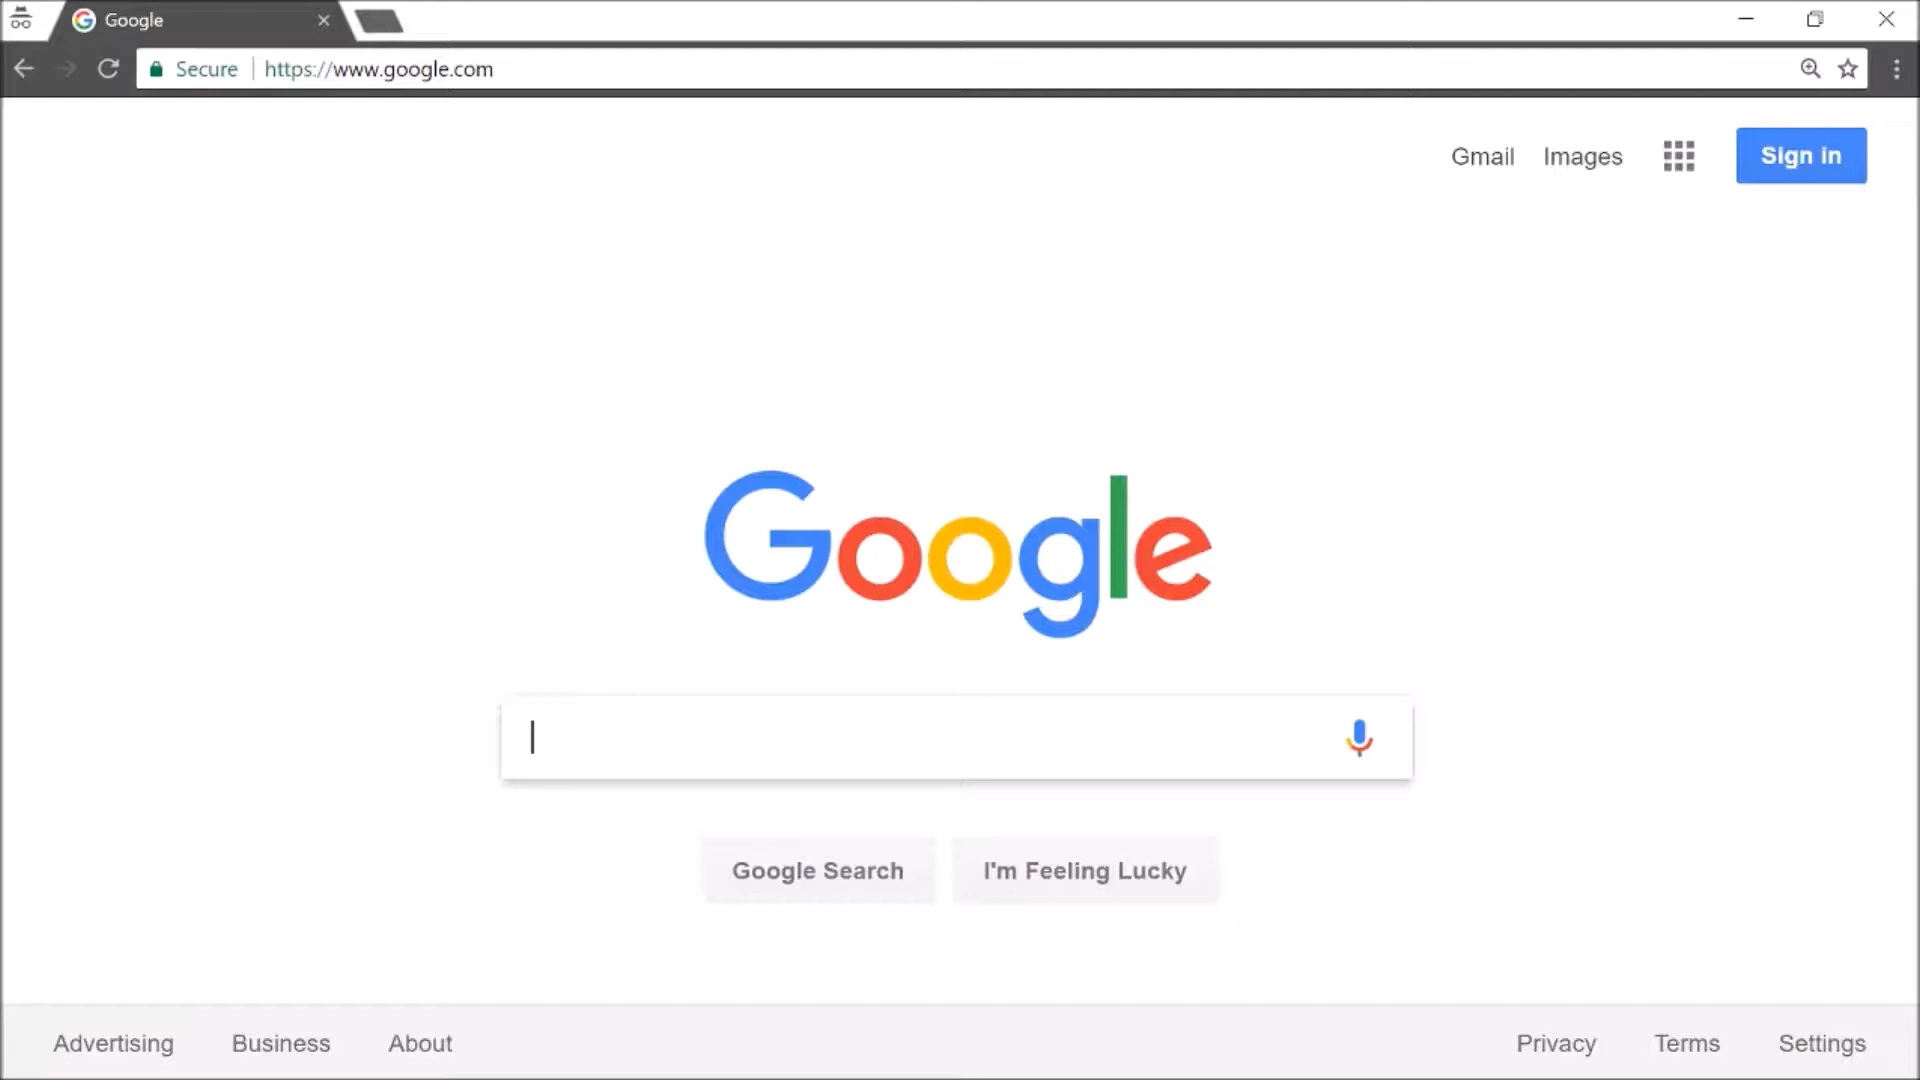 Google
Secure https://www.google.com
Gmail Images Sign in
Google
Google Search I'm Feeling Lucky
Advertising Business About Privacy Terms Settings